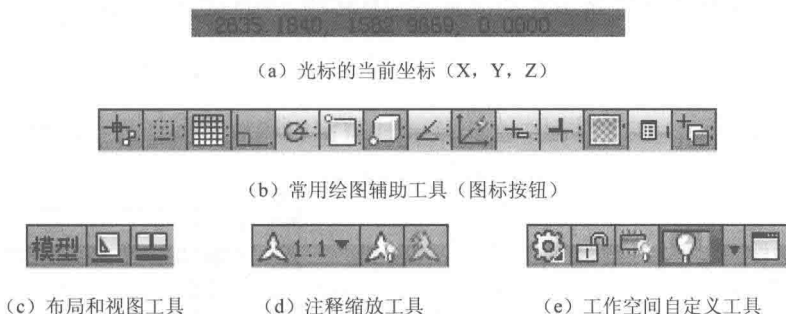 2635.1840, 1582.9689, 0.0000
（a）光标的当前坐标（X，Y，Z）
（b）常用绘图辅助工具（图标按钮）
模型
1:1
（c）布局和视图工具
（d）注释缩放工具
（e）工作空间自定义工具